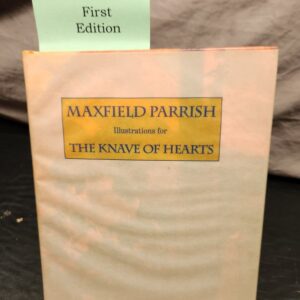 First
Edition
MAXFIELD PARRISH
Illustrations for
THE KNAVE OF HEARTS